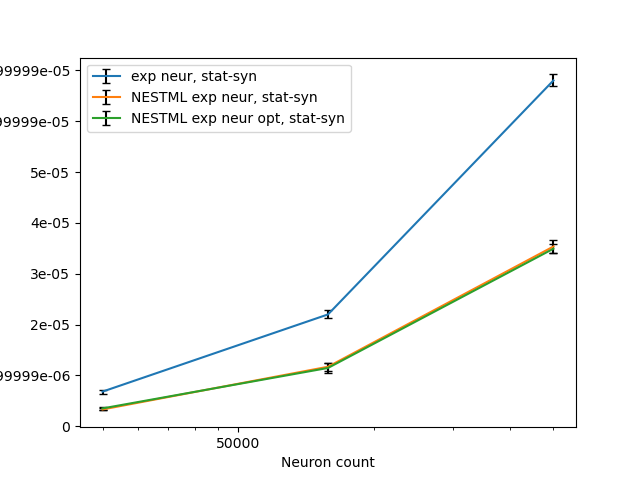 99999e-05
exp neur, stat-syn
NESTML exp neur, stat-syn
NESTML exp neur opt, stat-syn
99999e-05
5e-05
4e-05
3e-05
2e-05
99999e-06
0
50000
Neuron count